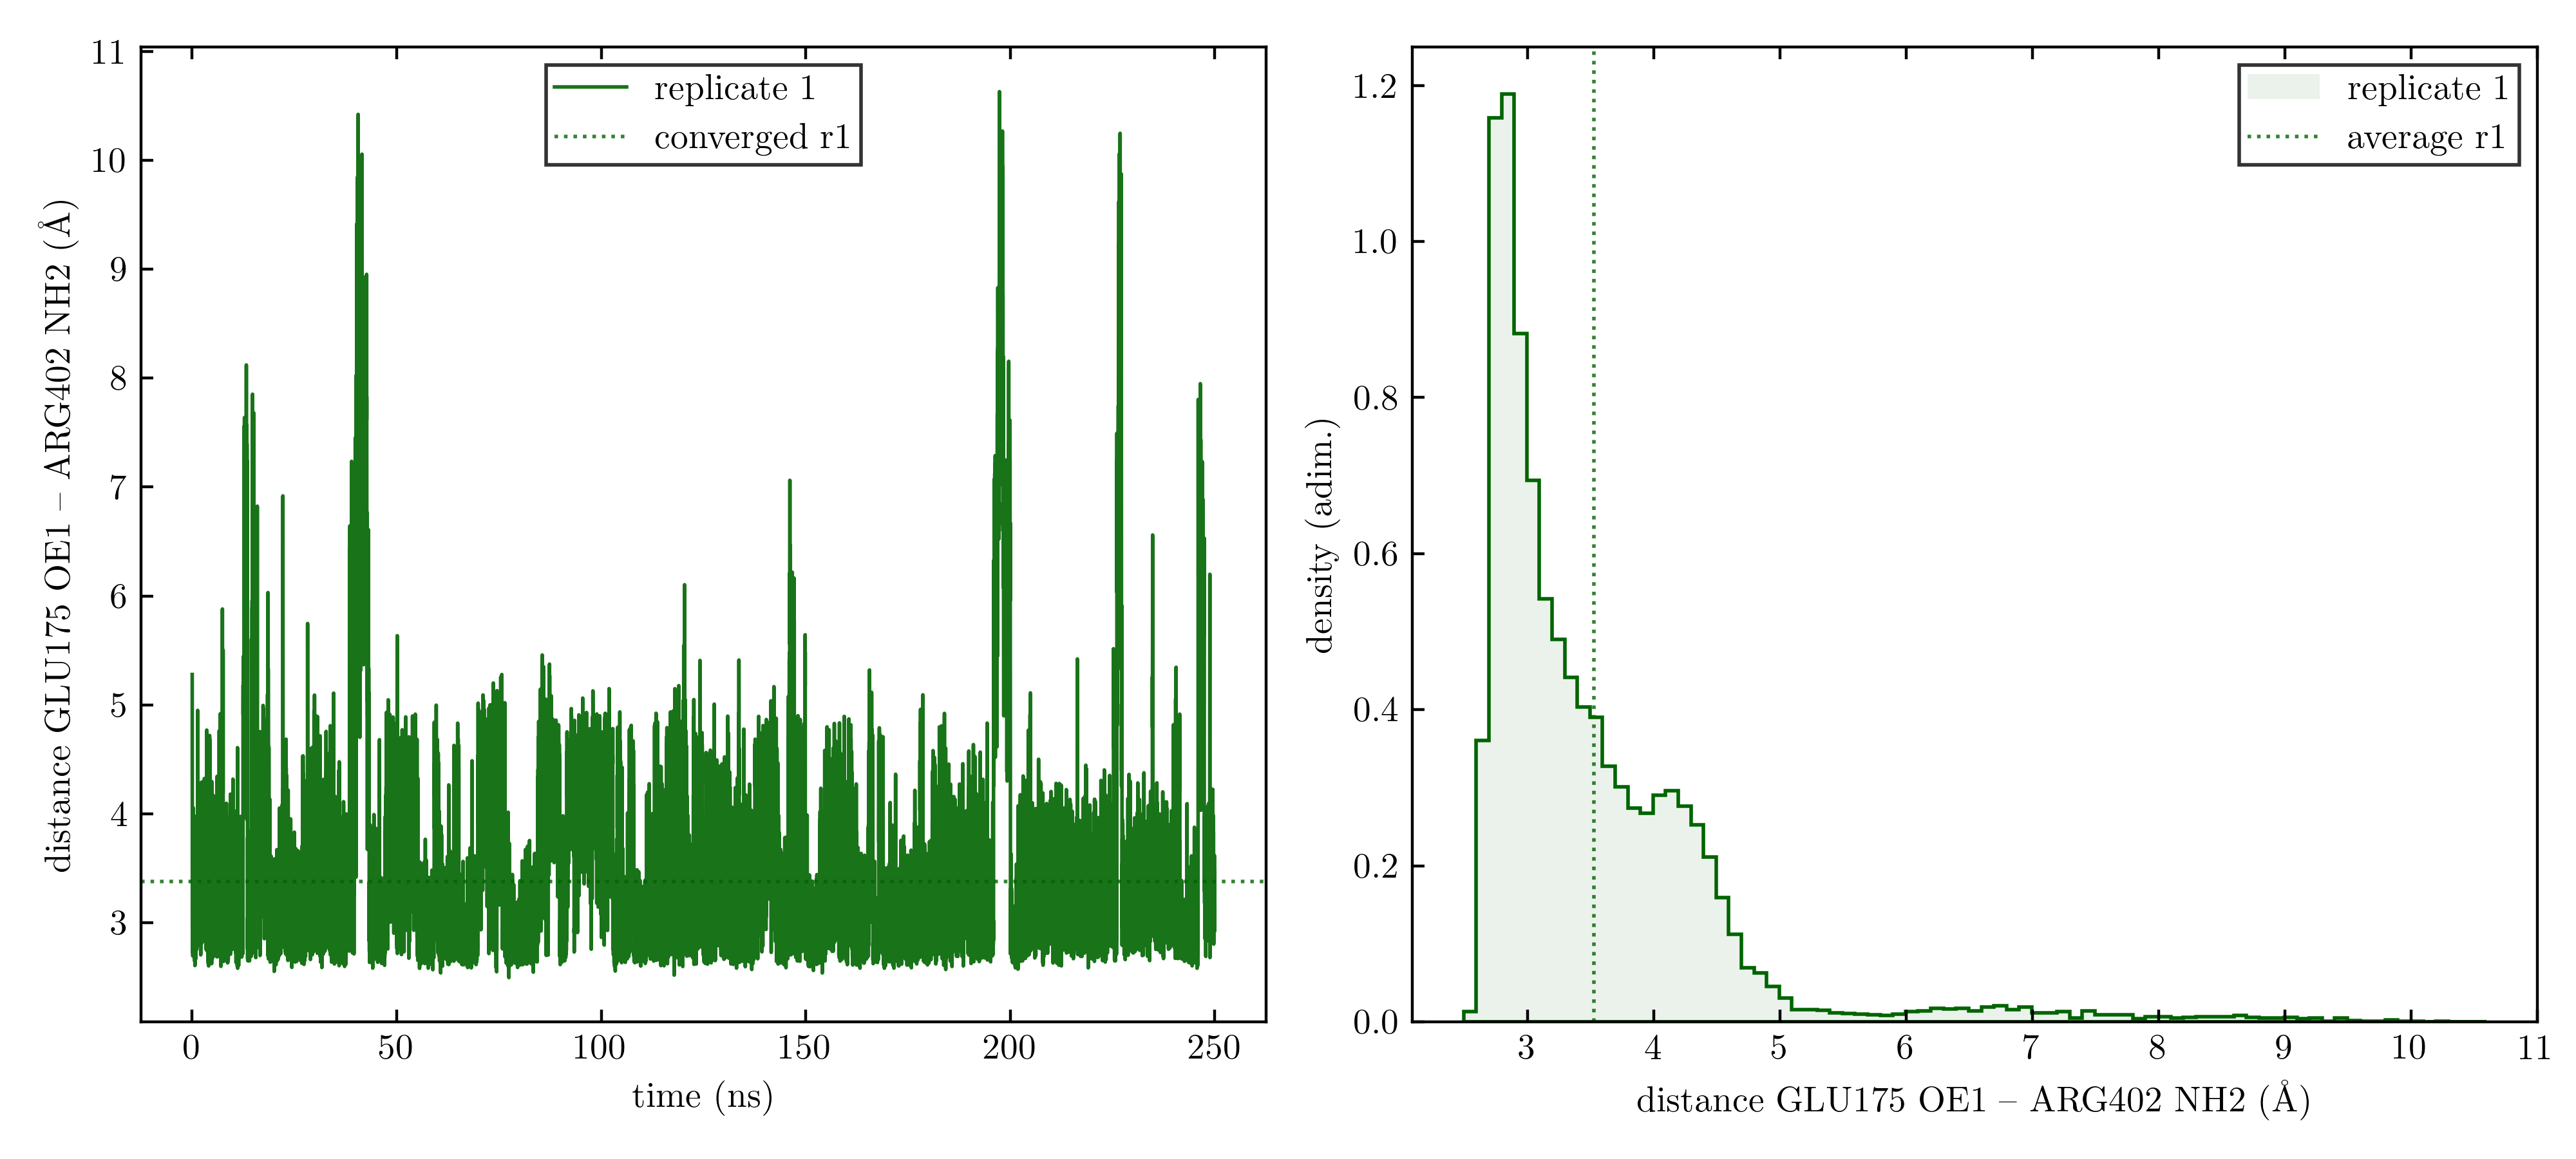 distance GLU175 OE1 – ARG402 NH2 (Å)
11
10
9
8
7
6
5
4
3
replicate 1
converged r1
0 50 100 150 200 250
time (ns)
density (adim.)
1.2
1.0
0.8
0.6
0.4
0.2
0.0
replicate 1
average r1
3 4 5 6 7 8 9 10 11
distance GLU175 OE1 – ARG402 NH2 (Å)